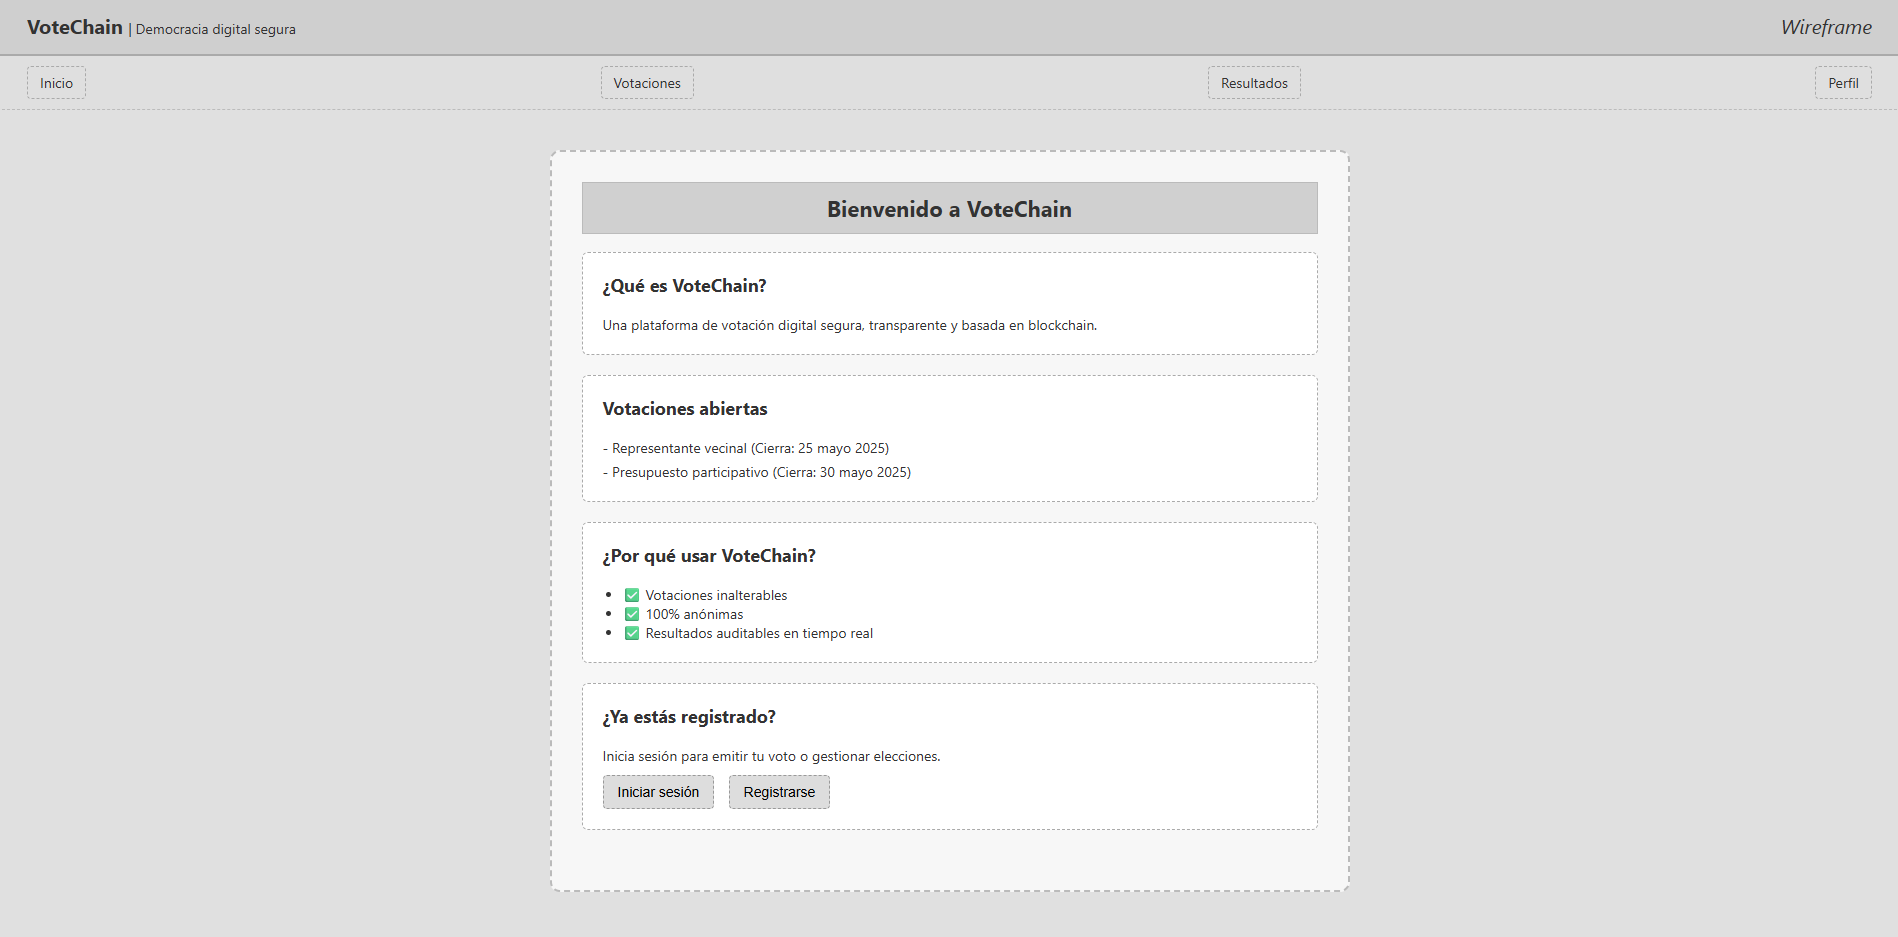 VoteChain | Democracia digital segura
Wireframe
Inicio
Votaciones
Resultados
Perfil
Bienvenido a VoteChain
¿Qué es VoteChain?
Una plataforma de votación digital segura, transparente y basada en blockchain.
Votaciones abiertas
- Representante vecinal (Cierra: 25 mayo 2025)
- Presupuesto participativo (Cierra: 30 mayo 2025)
¿Por qué usar VoteChain?
• ✅ Votaciones inalterables
• ✅ 100% anónimas
• ✅ Resultados auditables en tiempo real
¿Ya estás registrado?
Inicia sesión para emitir tu voto o gestionar elecciones.
Iniciar sesión
Registrarse